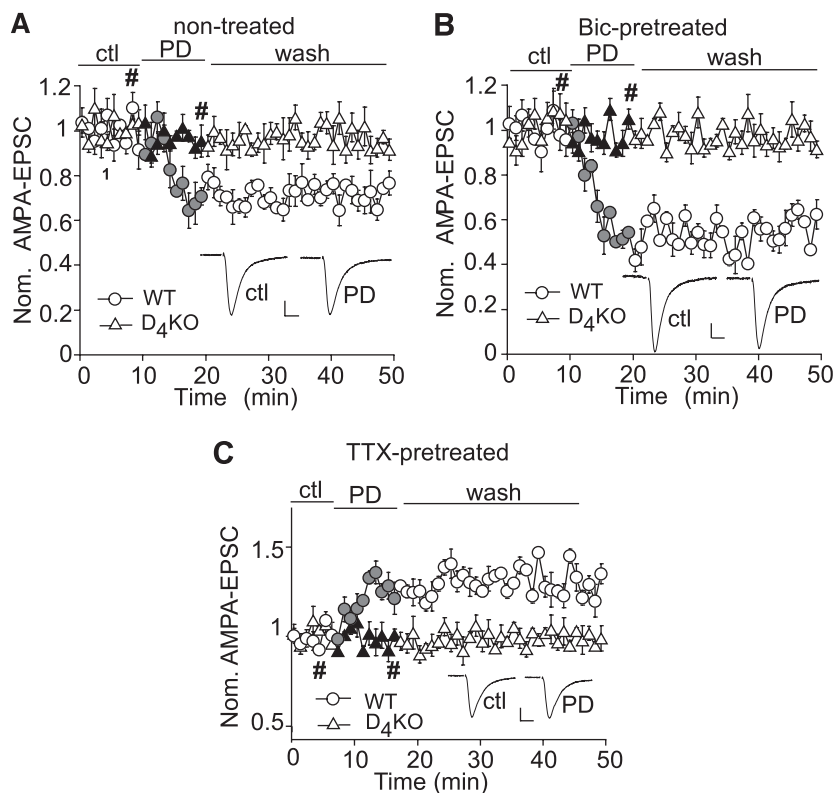 A
non-treated
ctl PD wash
#
#
1.2
1
0.8
0.6
0.4
0.2
0
Nom. AMPA-EPSC
1
WT
D4KO
ctl
PD
0 10 20 30 40 50
Time (min)
B
Bic-pretreated
ctl PD wash
#
#
1.2
1
0.8
0.6
0.4
0.2
0
Nom. AMPA-EPSC
WT
D4KO
ctl
PD
0 10 20 30 40 50
Time (min)
C
TTX-pretreated
ctl PD wash
1.5
1
0.5
Nom. AMPA-EPSC
#
#
WT
D4KO
ctl
PD
0 10 20 30 40 50
Time (min)